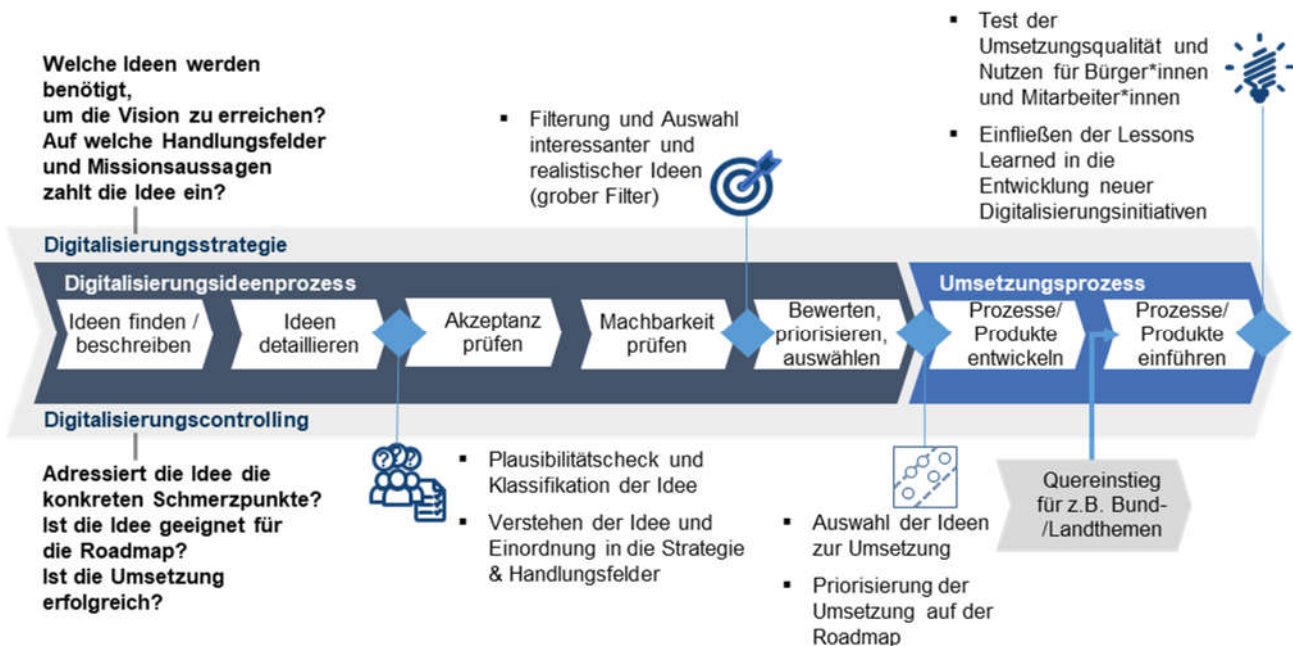 Welche Ideen werden
benötigt,
um die Vision zu erreichen?
Auf welche Handlungsfelder
und Missionsaussagen
zahlt die Idee ein?
▪ Filterung und Auswahl
interessanter und
realistischer Ideen
(grober Filter)
▪ Test der
Umsetzungsqualität und
Nutzen für Bürger*innen
und Mitarbeiter*innen
▪ Einfließen der Lessons
Learned in die
Entwicklung neuer
Digitalisierungsinitiativen
Digitalisierungsstrategie
Digitalisierungsideenprozess
Ideen finden /
beschreiben
Ideen
detaillieren
Akzeptanz
prüfen
Machbarkeit
prüfen
Bewerten,
priorisieren,
auswählen
Umsetzungsprozess
Prozesse/
Produkte
entwickeln
Prozesse/
Produkte
einführen
Digitalisierungscontrolling
Adressiert die Idee die
konkreten Schmerzpunkte?
Ist die Idee geeignet für
die Roadmap?
Ist die Umsetzung
erfolgreich?
???
▪ Plausibilitätscheck und
Klassifikation der Idee
▪ Verstehen der Idee und
Einordnung in die Strategie
& Handlungsfelder
▪ Auswahl der Ideen
zur Umsetzung
▪ Priorisierung der
Umsetzung auf der
Roadmap
Quereinstieg
für z.B. Bund-
/Landthemen